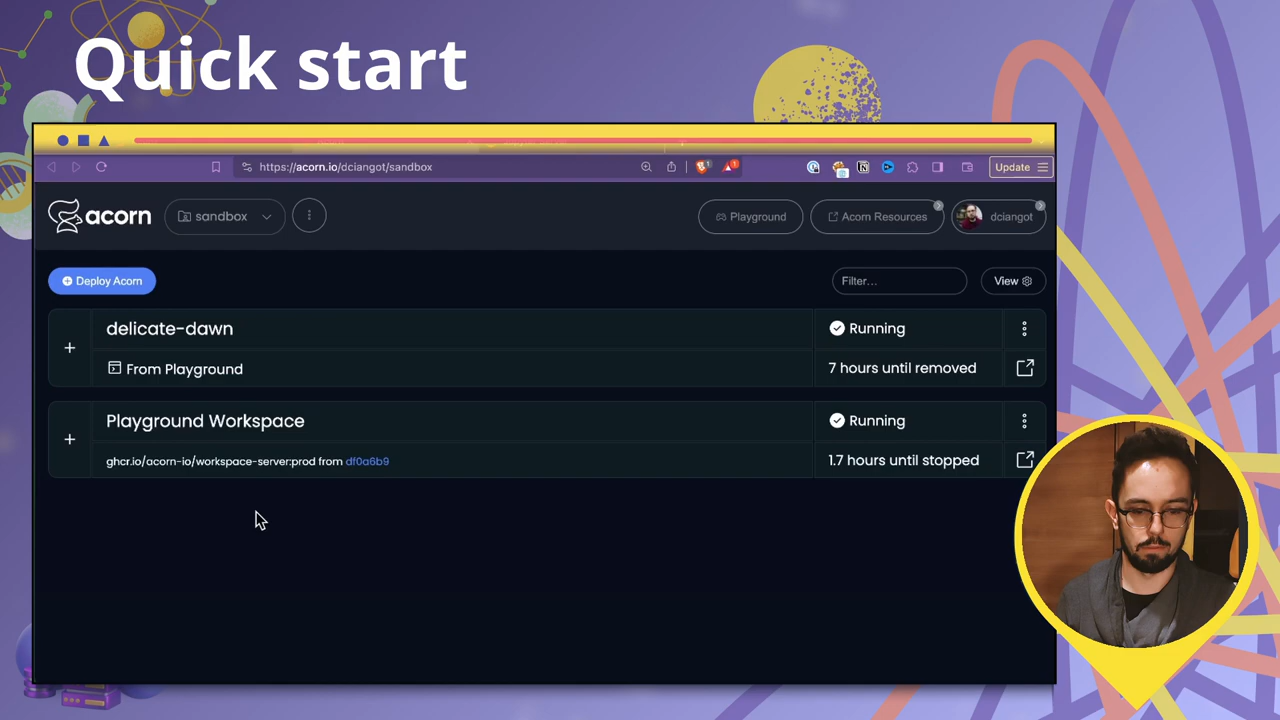 Quick start
https://acorn.io/dciangot/sandbox
Update
acorn
sandbox
Playground
Acorn Resources
dciangot
Deploy Acorn
Filter...
View
delicate-dawn
Running
From Playground
7 hours until removed
Playground Workspace
Running
ghcr.io/acorn-io/workspace-server:prod from df0a6b9
1.7 hours until stopped